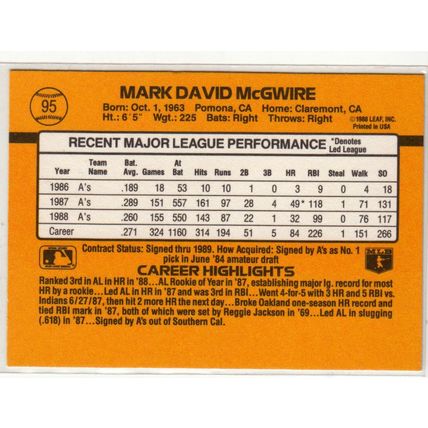 95
MARK DAVID McGWIRE
Born: Oct. 1, 1963 Pomona, CA Home: Claremont, CA
Ht.: 6'5" Wgt.: 225 Bats: Right Throws: Right
©1988 LEAF, INC.
Printed in USA
RECENT MAJOR LEAGUE PERFORMANCE *Denotes Led League
Year Team Name Bat. Avg. Games At Bat Hits Runs 2B 3B HR RBI Steal Walk SO
1986 A's .189 18 53 10 10 1 0 3 9 0 4 18
1987 A's .289 151 557 161 97 28 4 49* 118 1 71 131
1988 A's .260 155 550 143 87 22 1 32 99 0 76 117
Career .271 324 1160 314 194 51 5 84 226 1 151 266
Contract Status: Signed thru 1989. How Acquired: Signed by A's as No. 1
pick in June '84 amateur draft
MLB
CAREER HIGHLIGHTS
Ranked 3rd in AL in HR in '88...AL Rookie of Year in '87, establishing major lg. record for most
HR by a rookie...Led AL in HR in '87 and was 3rd in RBI...Went 4-for-5 with 3 HR and 5 RBI vs.
Indians 6/27/87, then hit 2 more HR the next day...Broke Oakland one-season HR record and
tied RBI mark in '87, both of which were set by Reggie Jackson in '69...Led AL in slugging
(.618) in '87...Signed by A's out of Southern Cal.